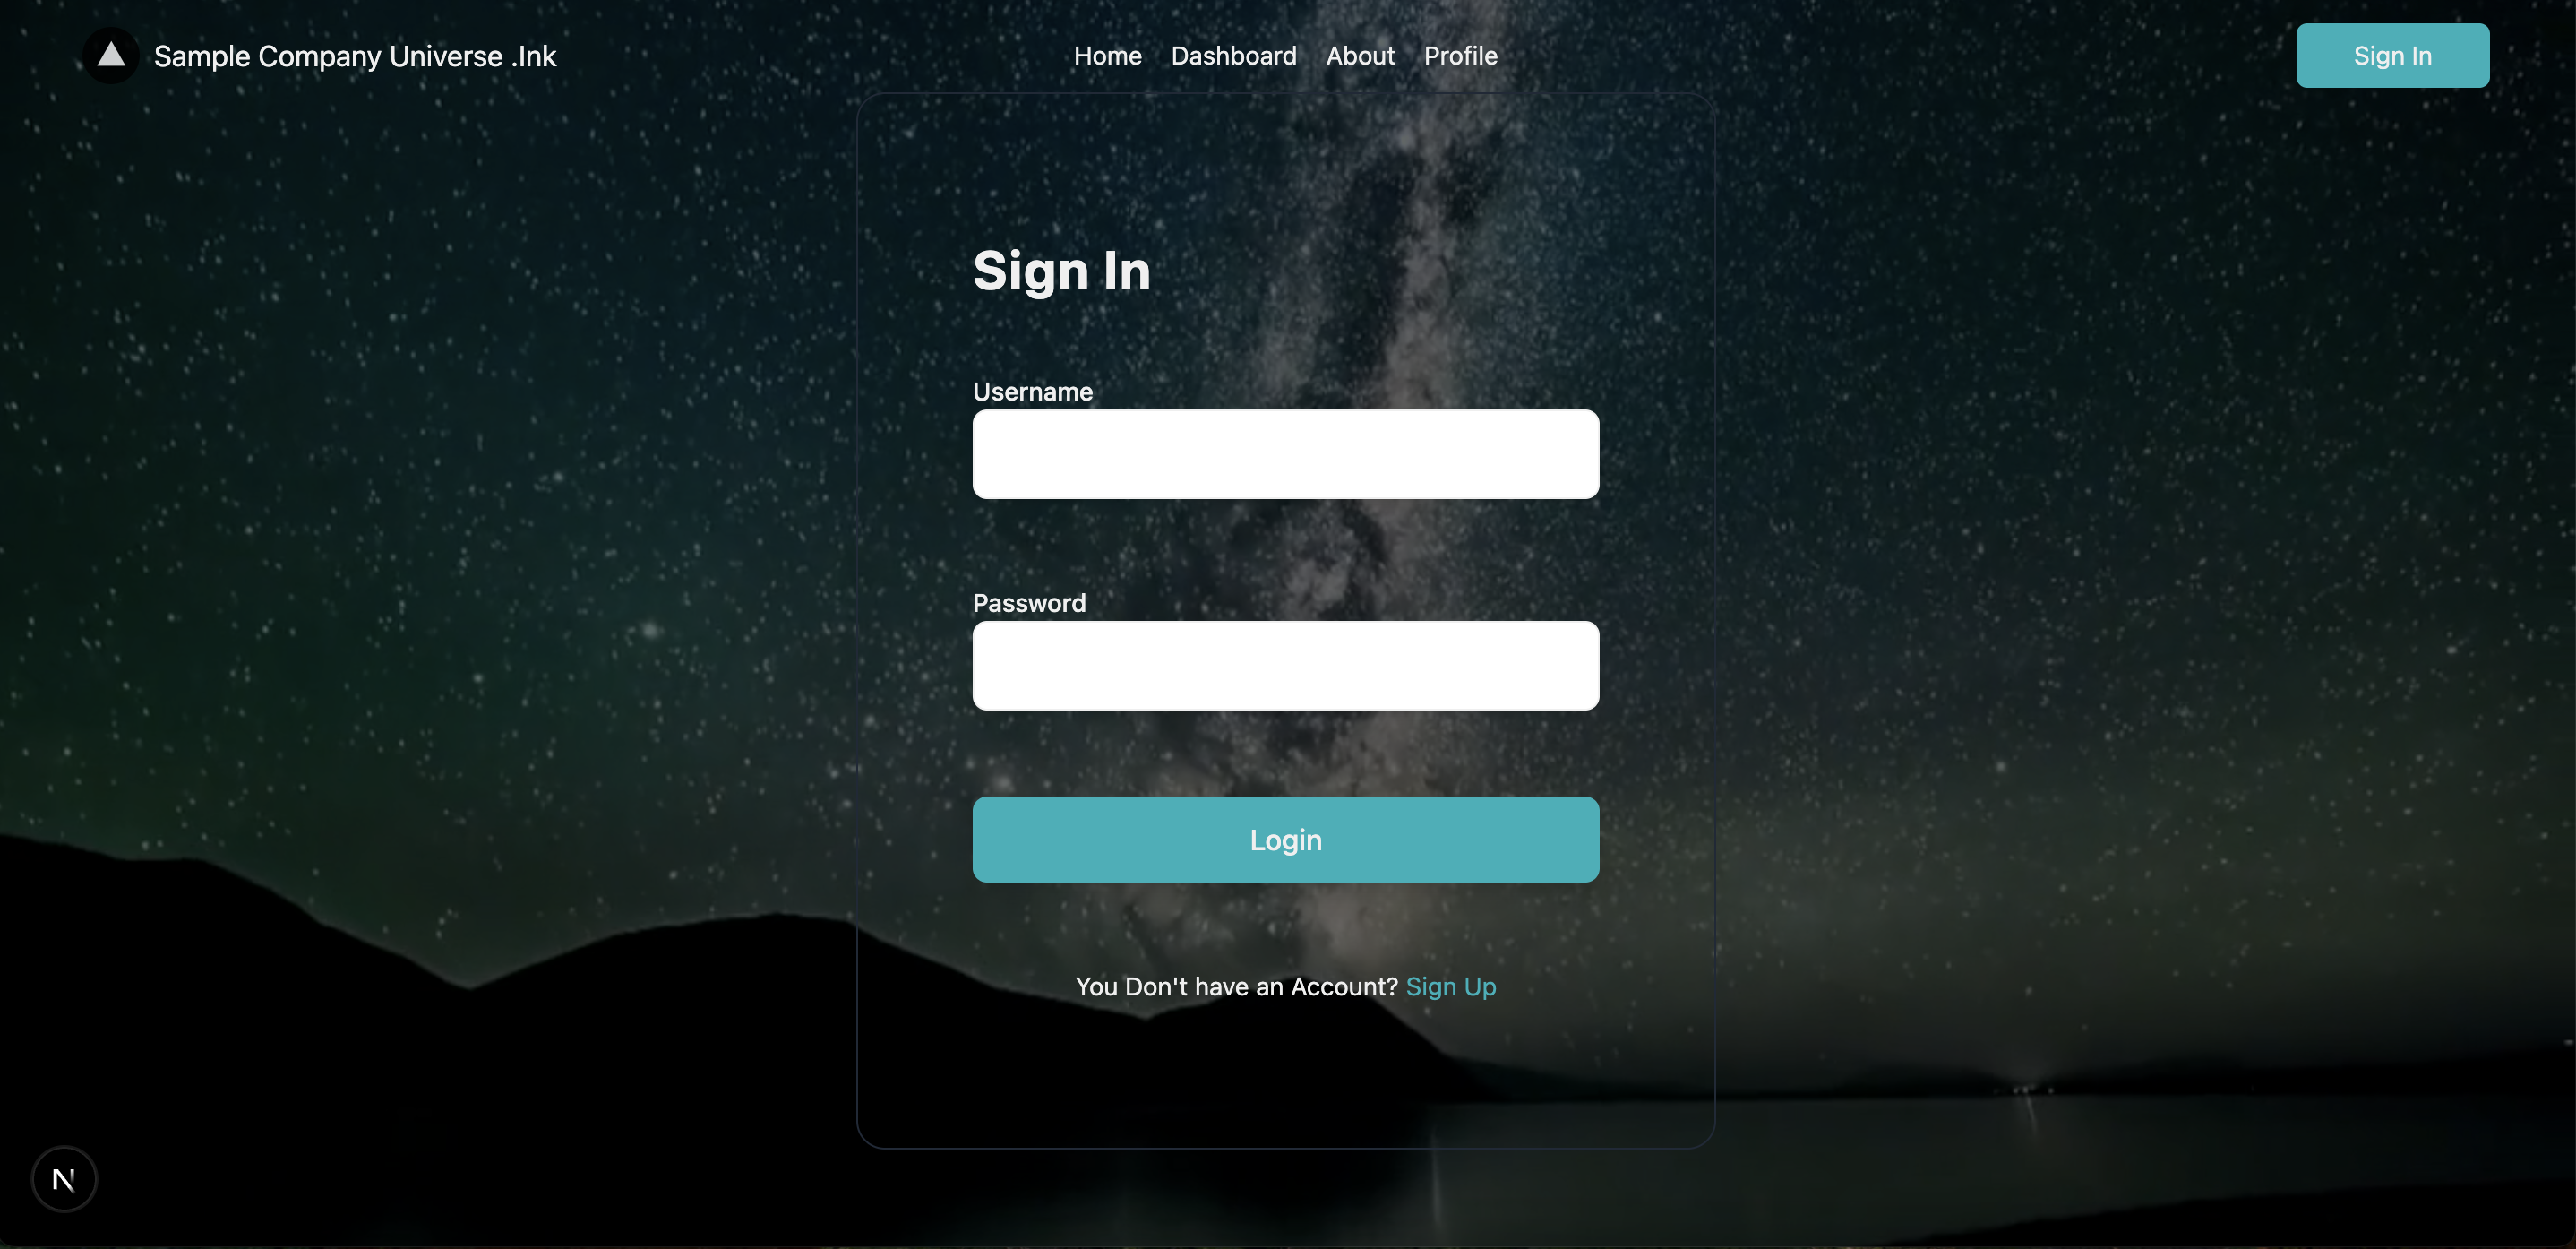 Sample Company Universe .Ink
Home Dashboard About Profile
Sign In
Sign In
Username
Password
Login
You Don't have an Account? Sign Up
N